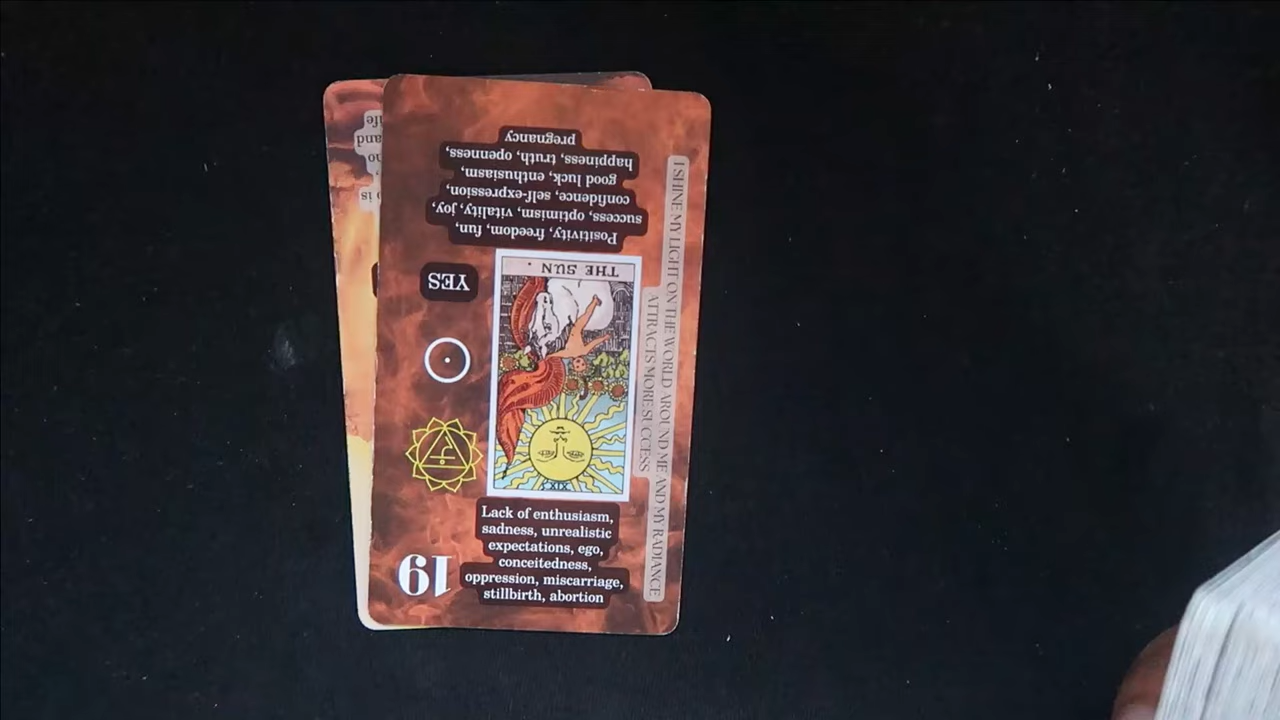 Positivity, freedom, fun,
success, optimism, vitality, joy,
confidence, self-expression,
good luck, enthusiasm,
happiness, truth, openness,
pregnancy
YES
THE SUN.
XIX
19
I SHINE MY LIGHT ON THE WORLD AROUND ME AND MY RADIANCE
ATTRACTS MORE SUCCESS
Lack of enthusiasm,
sadness, unrealistic
expectations, ego,
conceitedness,
oppression, miscarriage,
stillbirth, abortion